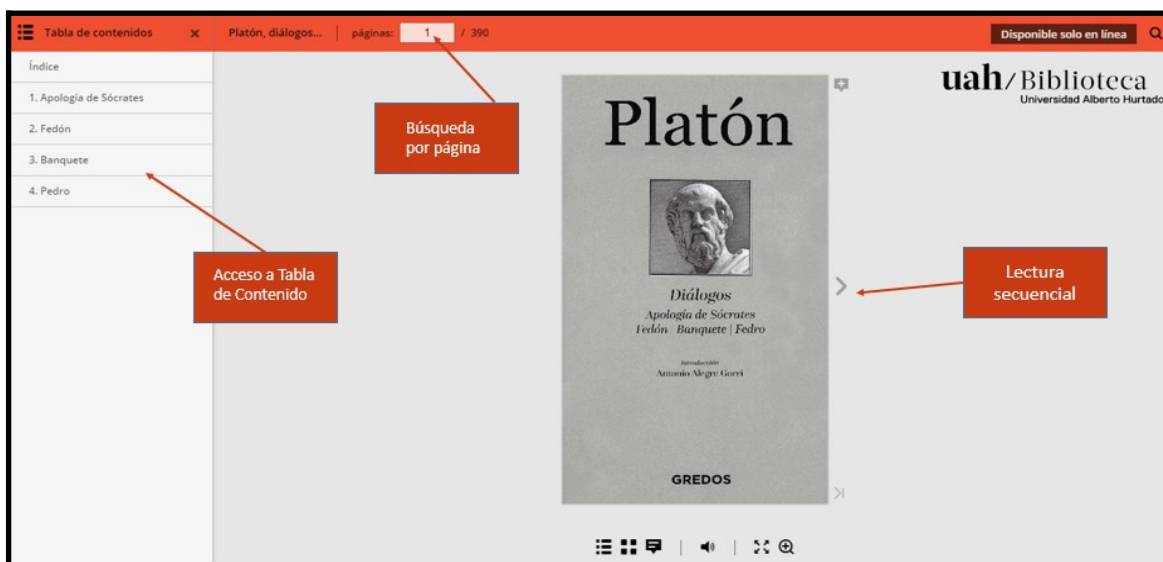 Tabla de contenidos
Platón, diálogos...
páginas:
1
/ 390
Disponible solo en línea
Índice
1. Apología de Sócrates
2. Fedón
3. Banquete
4. Pedro
uah/Biblioteca
Universidad Alberto Hurtado
Búsqueda
por página
Acceso a Tabla
de Contenido
Lectura
secuencial
Platón
Diálogos
Apología de Sócrates
Fedón Banquete | Fedro
Introducción
Antonio Alegre Gorri
GREDOS